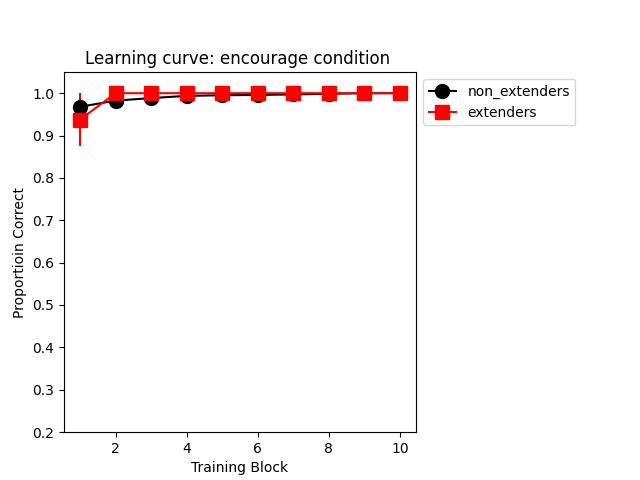 Learning curve: encourage condition
non_extenders
extenders
Proportioin Correct
1.0
0.9
0.8
0.7
0.6
0.5
0.4
0.3
0.2
2 4 6 8 10
Training Block